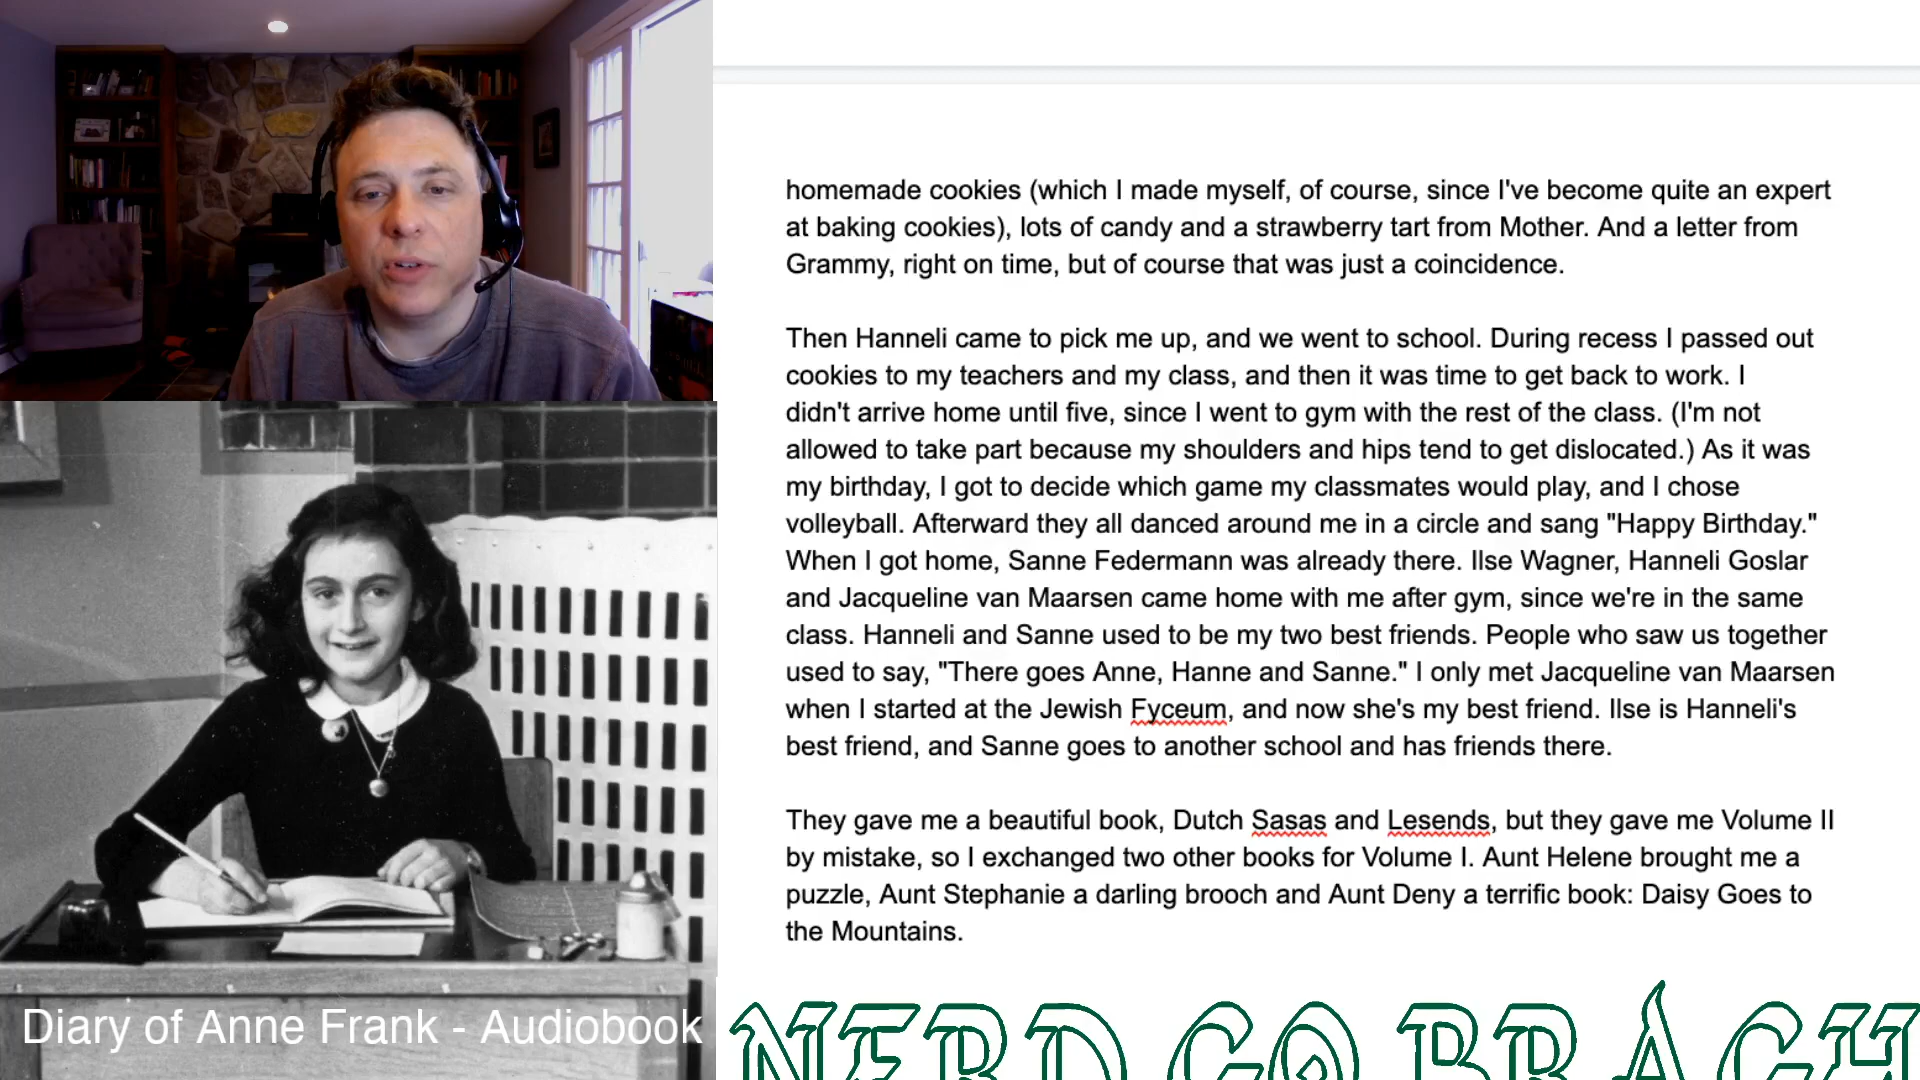 homemade cookies (which I made myself, of course, since I've become quite an expert
at baking cookies), lots of candy and a strawberry tart from Mother. And a letter from
Grammy, right on time, but of course that was just a coincidence.
Then Hanneli came to pick me up, and we went to school. During recess I passed out
cookies to my teachers and my class, and then it was time to get back to work. I
didn't arrive home until five, since I went to gym with the rest of the class. (I'm not
allowed to take part because my shoulders and hips tend to get dislocated.) As it was
my birthday, I got to decide which game my classmates would play, and I chose
volleyball. Afterward they all danced around me in a circle and sang "Happy Birthday."
When I got home, Sanne Federmann was already there. Ilse Wagner, Hanneli Goslar
and Jacqueline van Maarsen came home with me after gym, since we're in the same
class. Hanneli and Sanne used to be my two best friends. People who saw us together
used to say, "There goes Anne, Hanne and Sanne." I only met Jacqueline van Maarsen
when I started at the Jewish Fyceum, and now she's my best friend. Ilse is Hanneli's
best friend, and Sanne goes to another school and has friends there.
They gave me a beautiful book, Dutch Sasas and Lesends, but they gave me Volume II
by mistake, so I exchanged two other books for Volume I. Aunt Helene brought me a
puzzle, Aunt Stephanie a darling brooch and Aunt Deny a terrific book: Daisy Goes to
the Mountains.
Diary of Anne Frank - Audiobook
NERD GO BRAGH